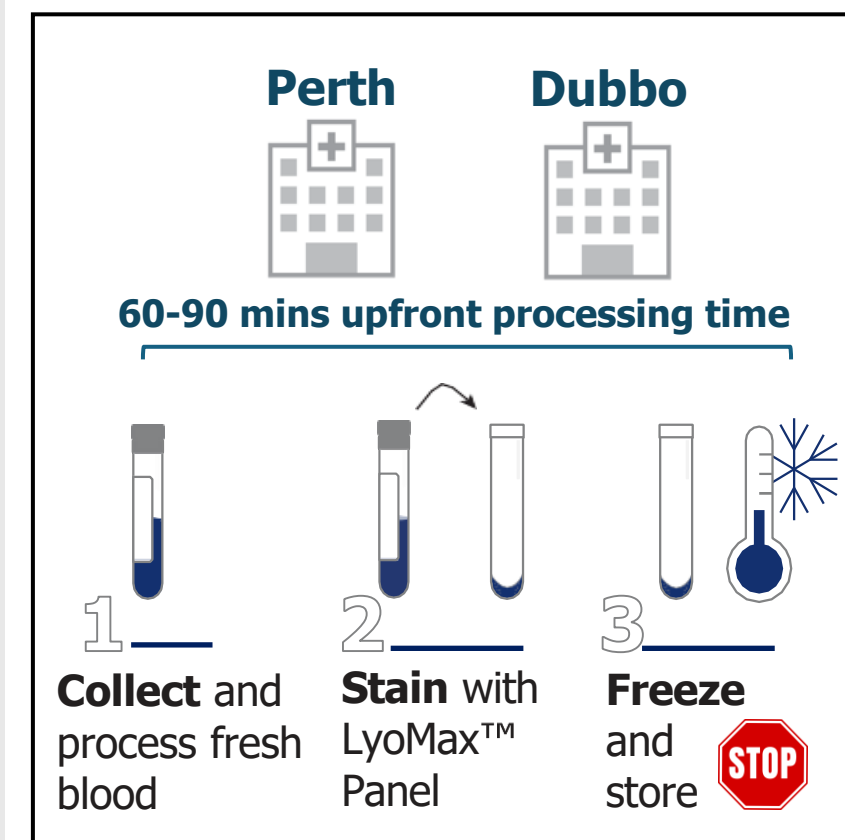 Perth
Dubbo
60-90 mins upfront processing time
1
Collect and
process fresh
blood
2
Stain with
LyoMax™
Panel
3
Freeze
and
store
STOP